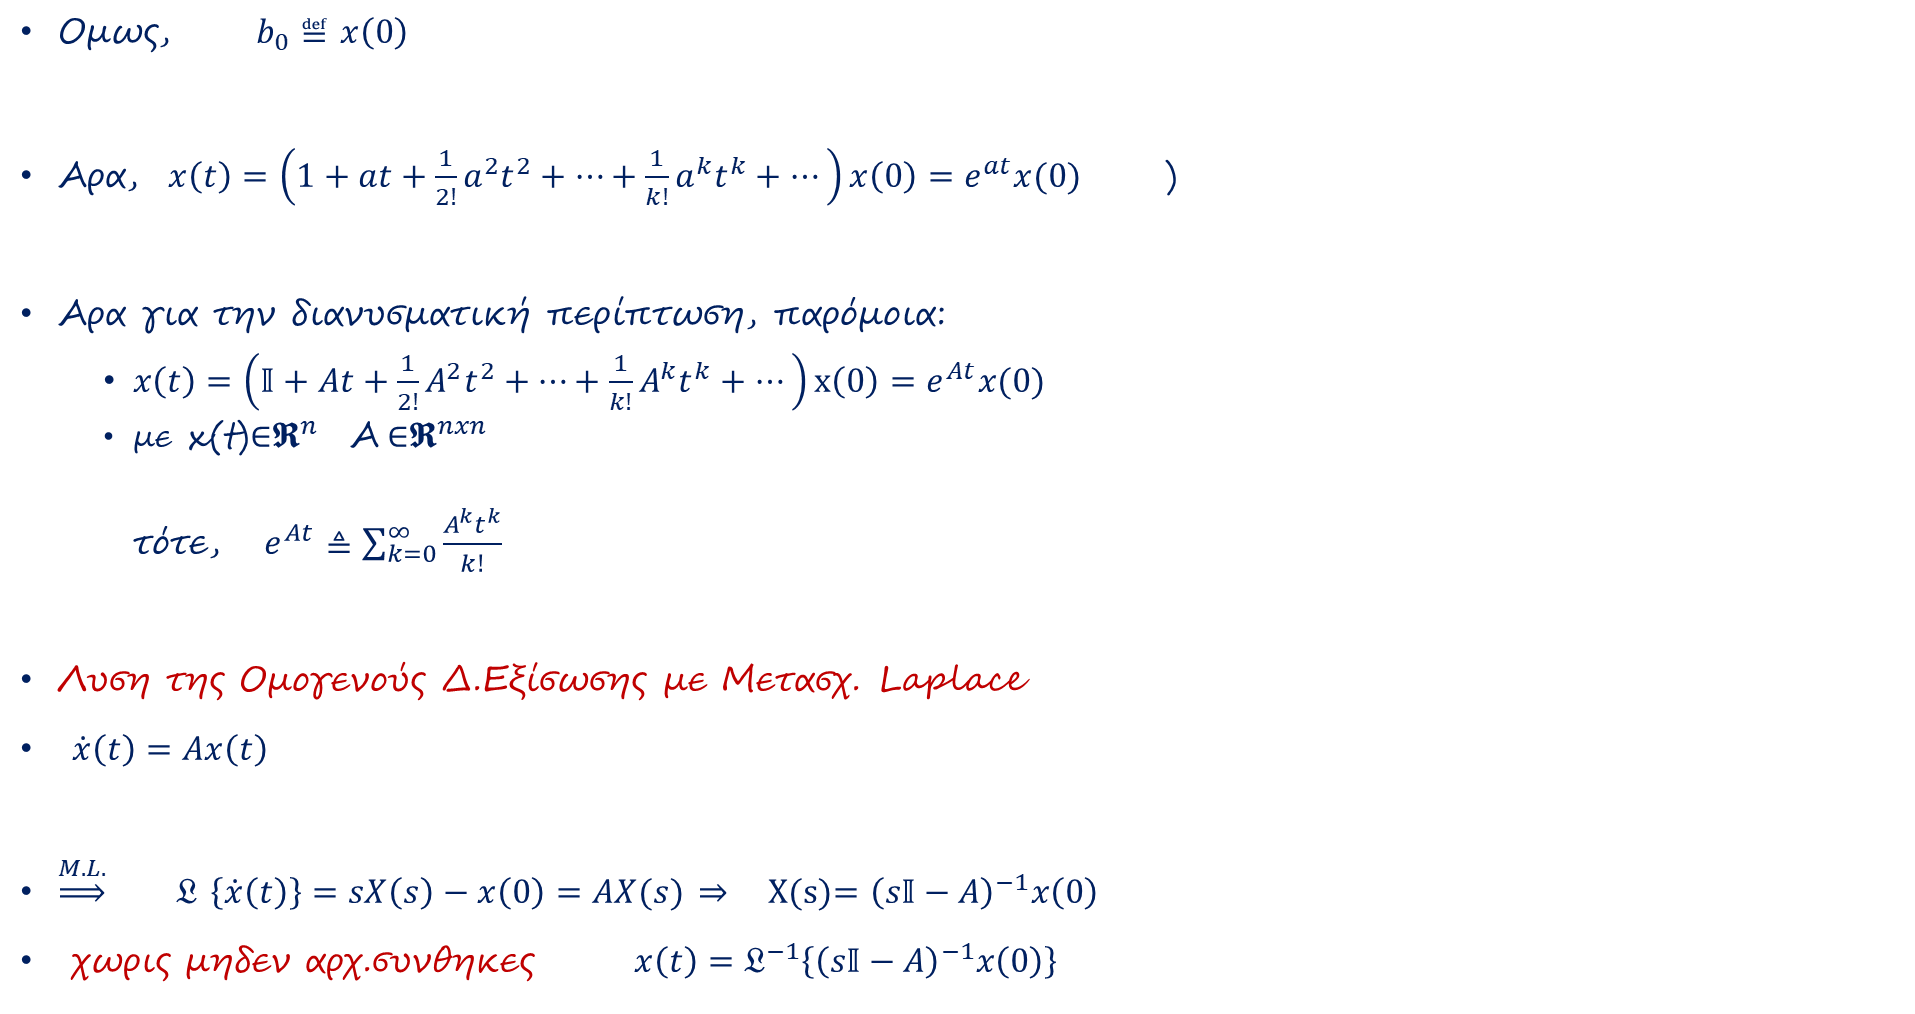 • Ομως, b₀ ≝ x(0)
• Αρα, x(t) = (1 + at + 1/2! a²t² + ⋯ + 1/k! aᵏtᵏ + ⋯) x(0) = eᵃᵗx(0) )
• Αρα για την διανυσματική περίπτωση, παρόμοια:
• x(t) = (𝕀 + At + 1/2! A²t² + ⋯ + 1/k! Aᵏtᵏ + ⋯) x(0) = e^{At}x(0)
• με x(t)∈ℜⁿ A ∈ℜ^{nxn}
τότε, e^{At} ≜ ∑_{k=0}^{∞} A^k t^k / k!
• Λυση της Ομογενούς Δ.Εξίσωσης με Μετασχ. Laplace
• ẋ(t) = Ax(t)
• M.L. ⟹ 𝔏 {ẋ(t)} = sX(s) − x(0) = AX(s) ⇒ X(s)= (s𝕀 − A)⁻¹x(0)
• χωρις μηδεν αρχ.συνθηκες x(t) = 𝔏⁻¹{(s𝕀 − A)⁻¹x(0)}